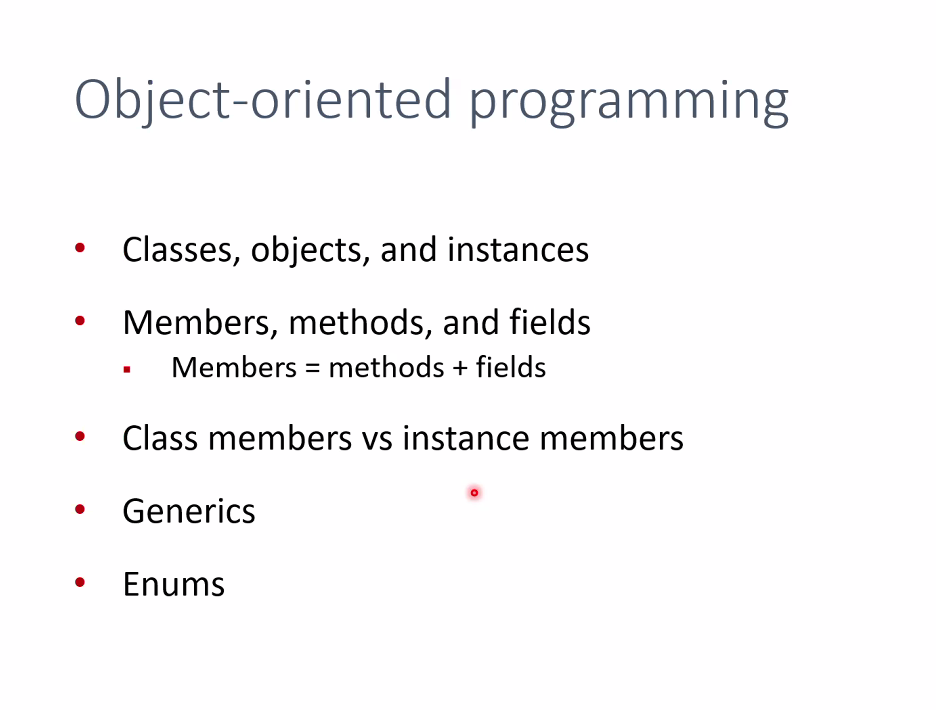 Object-oriented programming
• Classes, objects, and instances
• Members, methods, and fields
▪ Members = methods + fields
• Class members vs instance members
• Generics
• Enums